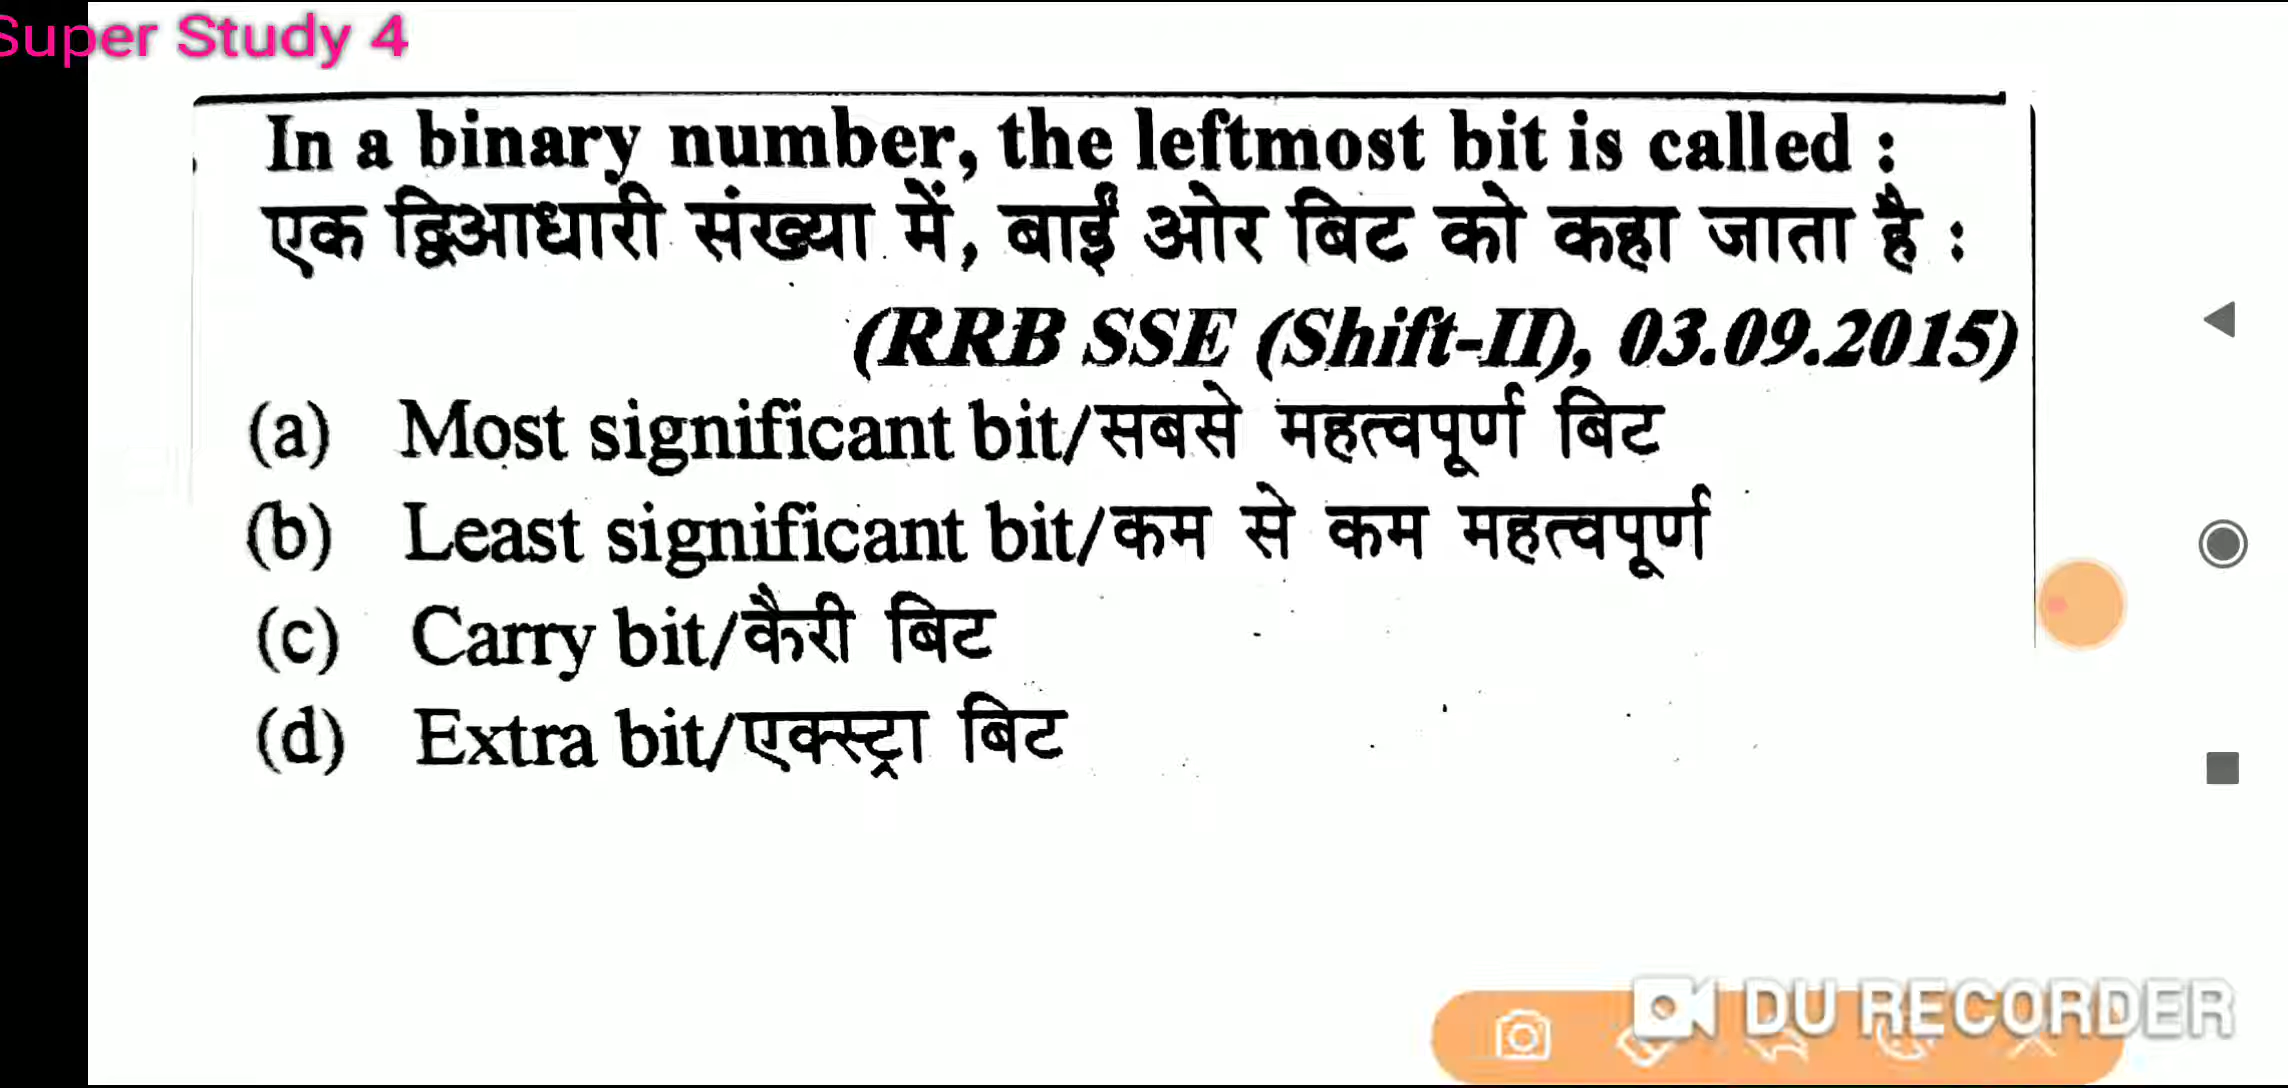 Super Study 4
In a binary number, the leftmost bit is called :
एक द्विआधारी संख्या में, बाईं ओर बिट को कहा जाता है :
(RRB SSE (Shift-II), 03.09.2015)
(a) Most significant bit/सबसे महत्वपूर्ण बिट
(b) Least significant bit/कम से कम महत्वपूर्ण
(c) Carry bit/कैरी बिट
(d) Extra bit/एक्स्ट्रा बिट
DU RECORDER